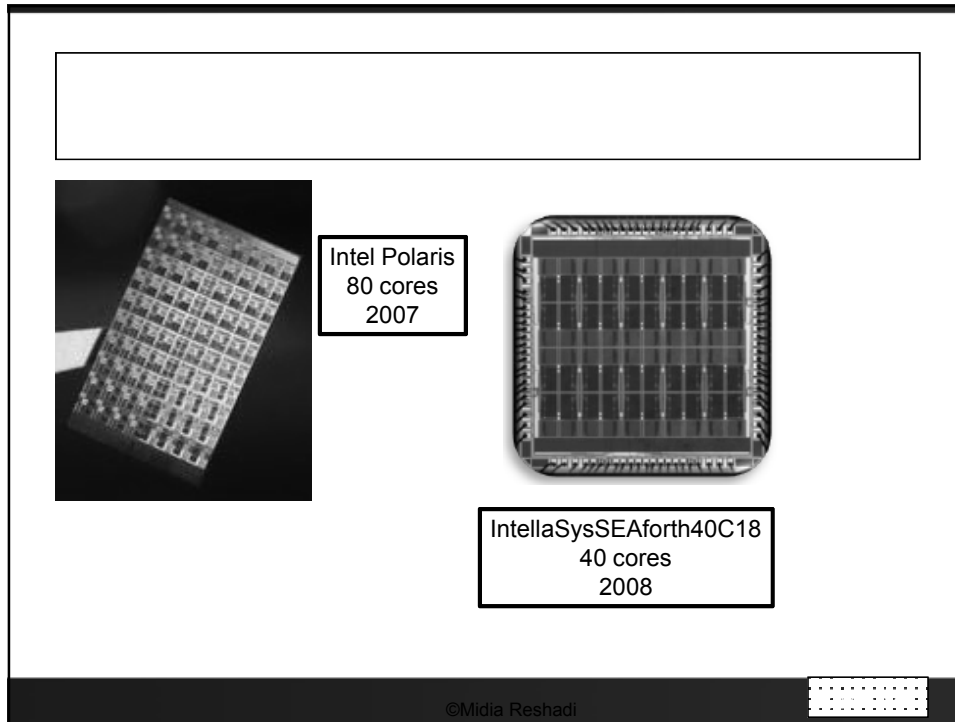 Intel Polaris
80 cores
2007
IntellaSysSEAforth40C18
40 cores
2008
©Midia Reshadi